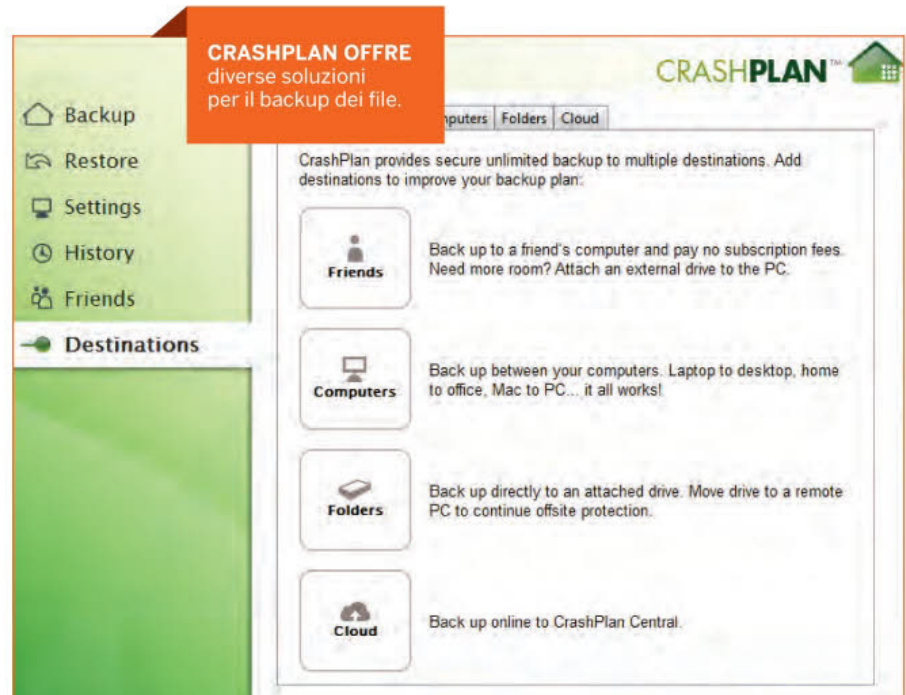 CRASHPLAN OFFRE
diverse soluzioni
per il backup dei file.
CRASHPLAN™
Backup
Restore
Settings
History
Friends
Destinations
Folders
Cloud
CrashPlan provides secure unlimited backup to multiple destinations. Add
destinations to improve your backup plan:
Friends
Back up to a friend's computer and pay no subscription fees.
Need more room? Attach an external drive to the PC.
Computers
Back up between your computers. Laptop to desktop, home
to office, Mac to PC... it all works!
Folders
Back up directly to an attached drive. Move drive to a remote
PC to continue offsite protection.
Cloud
Back up online to CrashPlan Central.